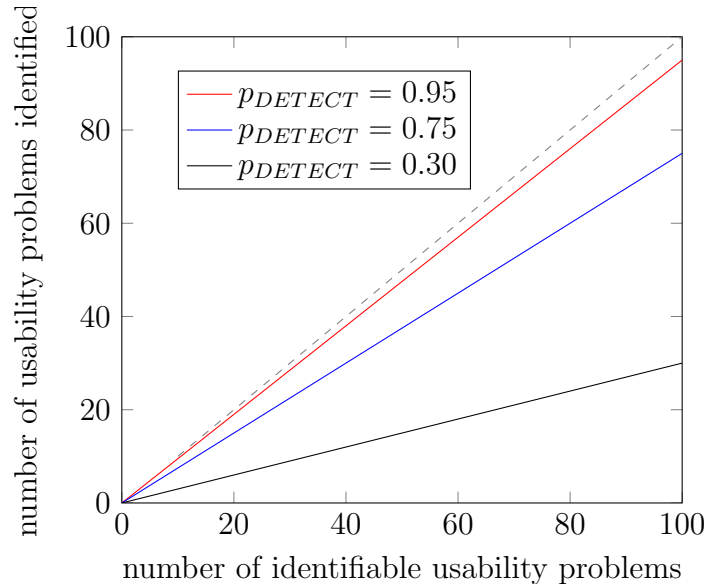 number of usability problems identified
100
80
60
40
20
0
p_DETECT = 0.95
p_DETECT = 0.75
p_DETECT = 0.30
0 20 40 60 80 100
number of identifiable usability problems